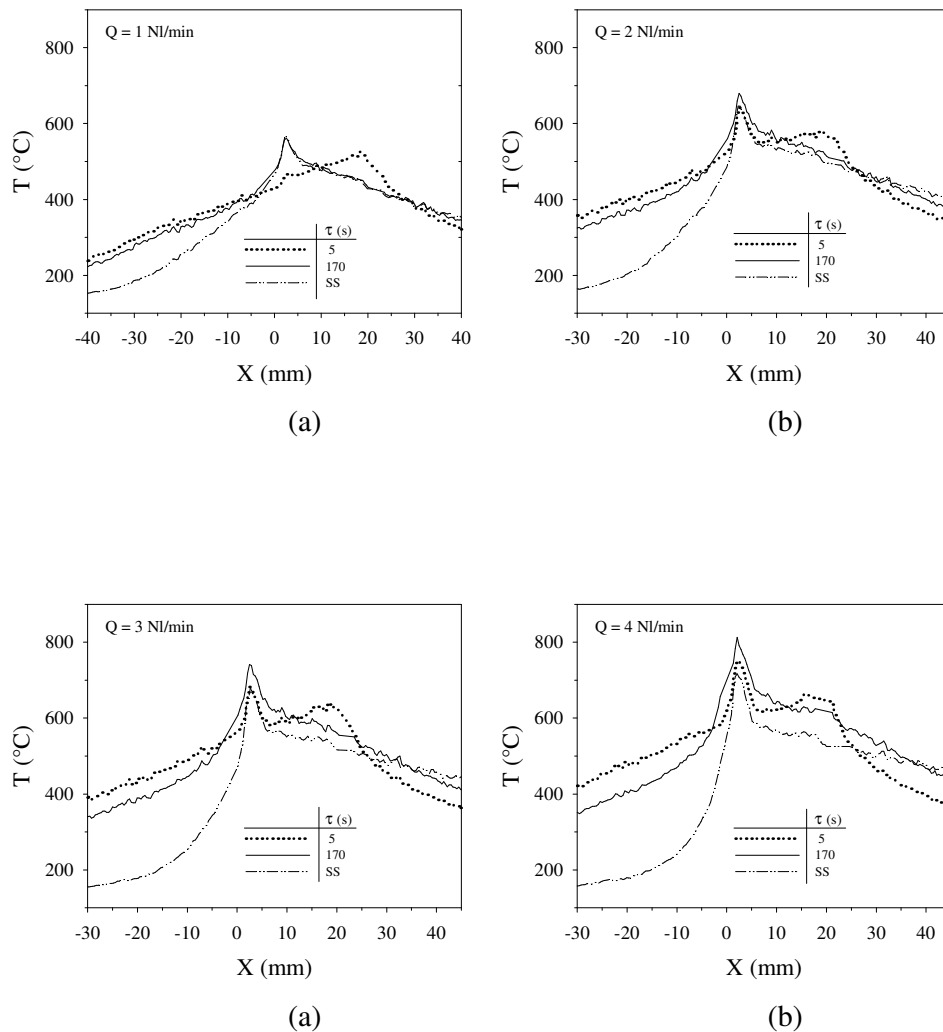 Q = 1 Nl/min
800
600
400
200
T (°C)
τ (s)
5
170
SS
-40 -30 -20 -10 0 10 20 30 40
X (mm)
(a)
Q = 2 Nl/min
800
600
400
200
T (°C)
τ (s)
5
170
SS
-30 -20 -10 0 10 20 30 40
X (mm)
(b)
Q = 3 Nl/min
800
600
400
200
T (°C)
τ (s)
5
170
SS
-30 -20 -10 0 10 20 30 40
X (mm)
(a)
Q = 4 Nl/min
800
600
400
200
T (°C)
τ (s)
5
170
SS
-30 -20 -10 0 10 20 30 40
X (mm)
(b)